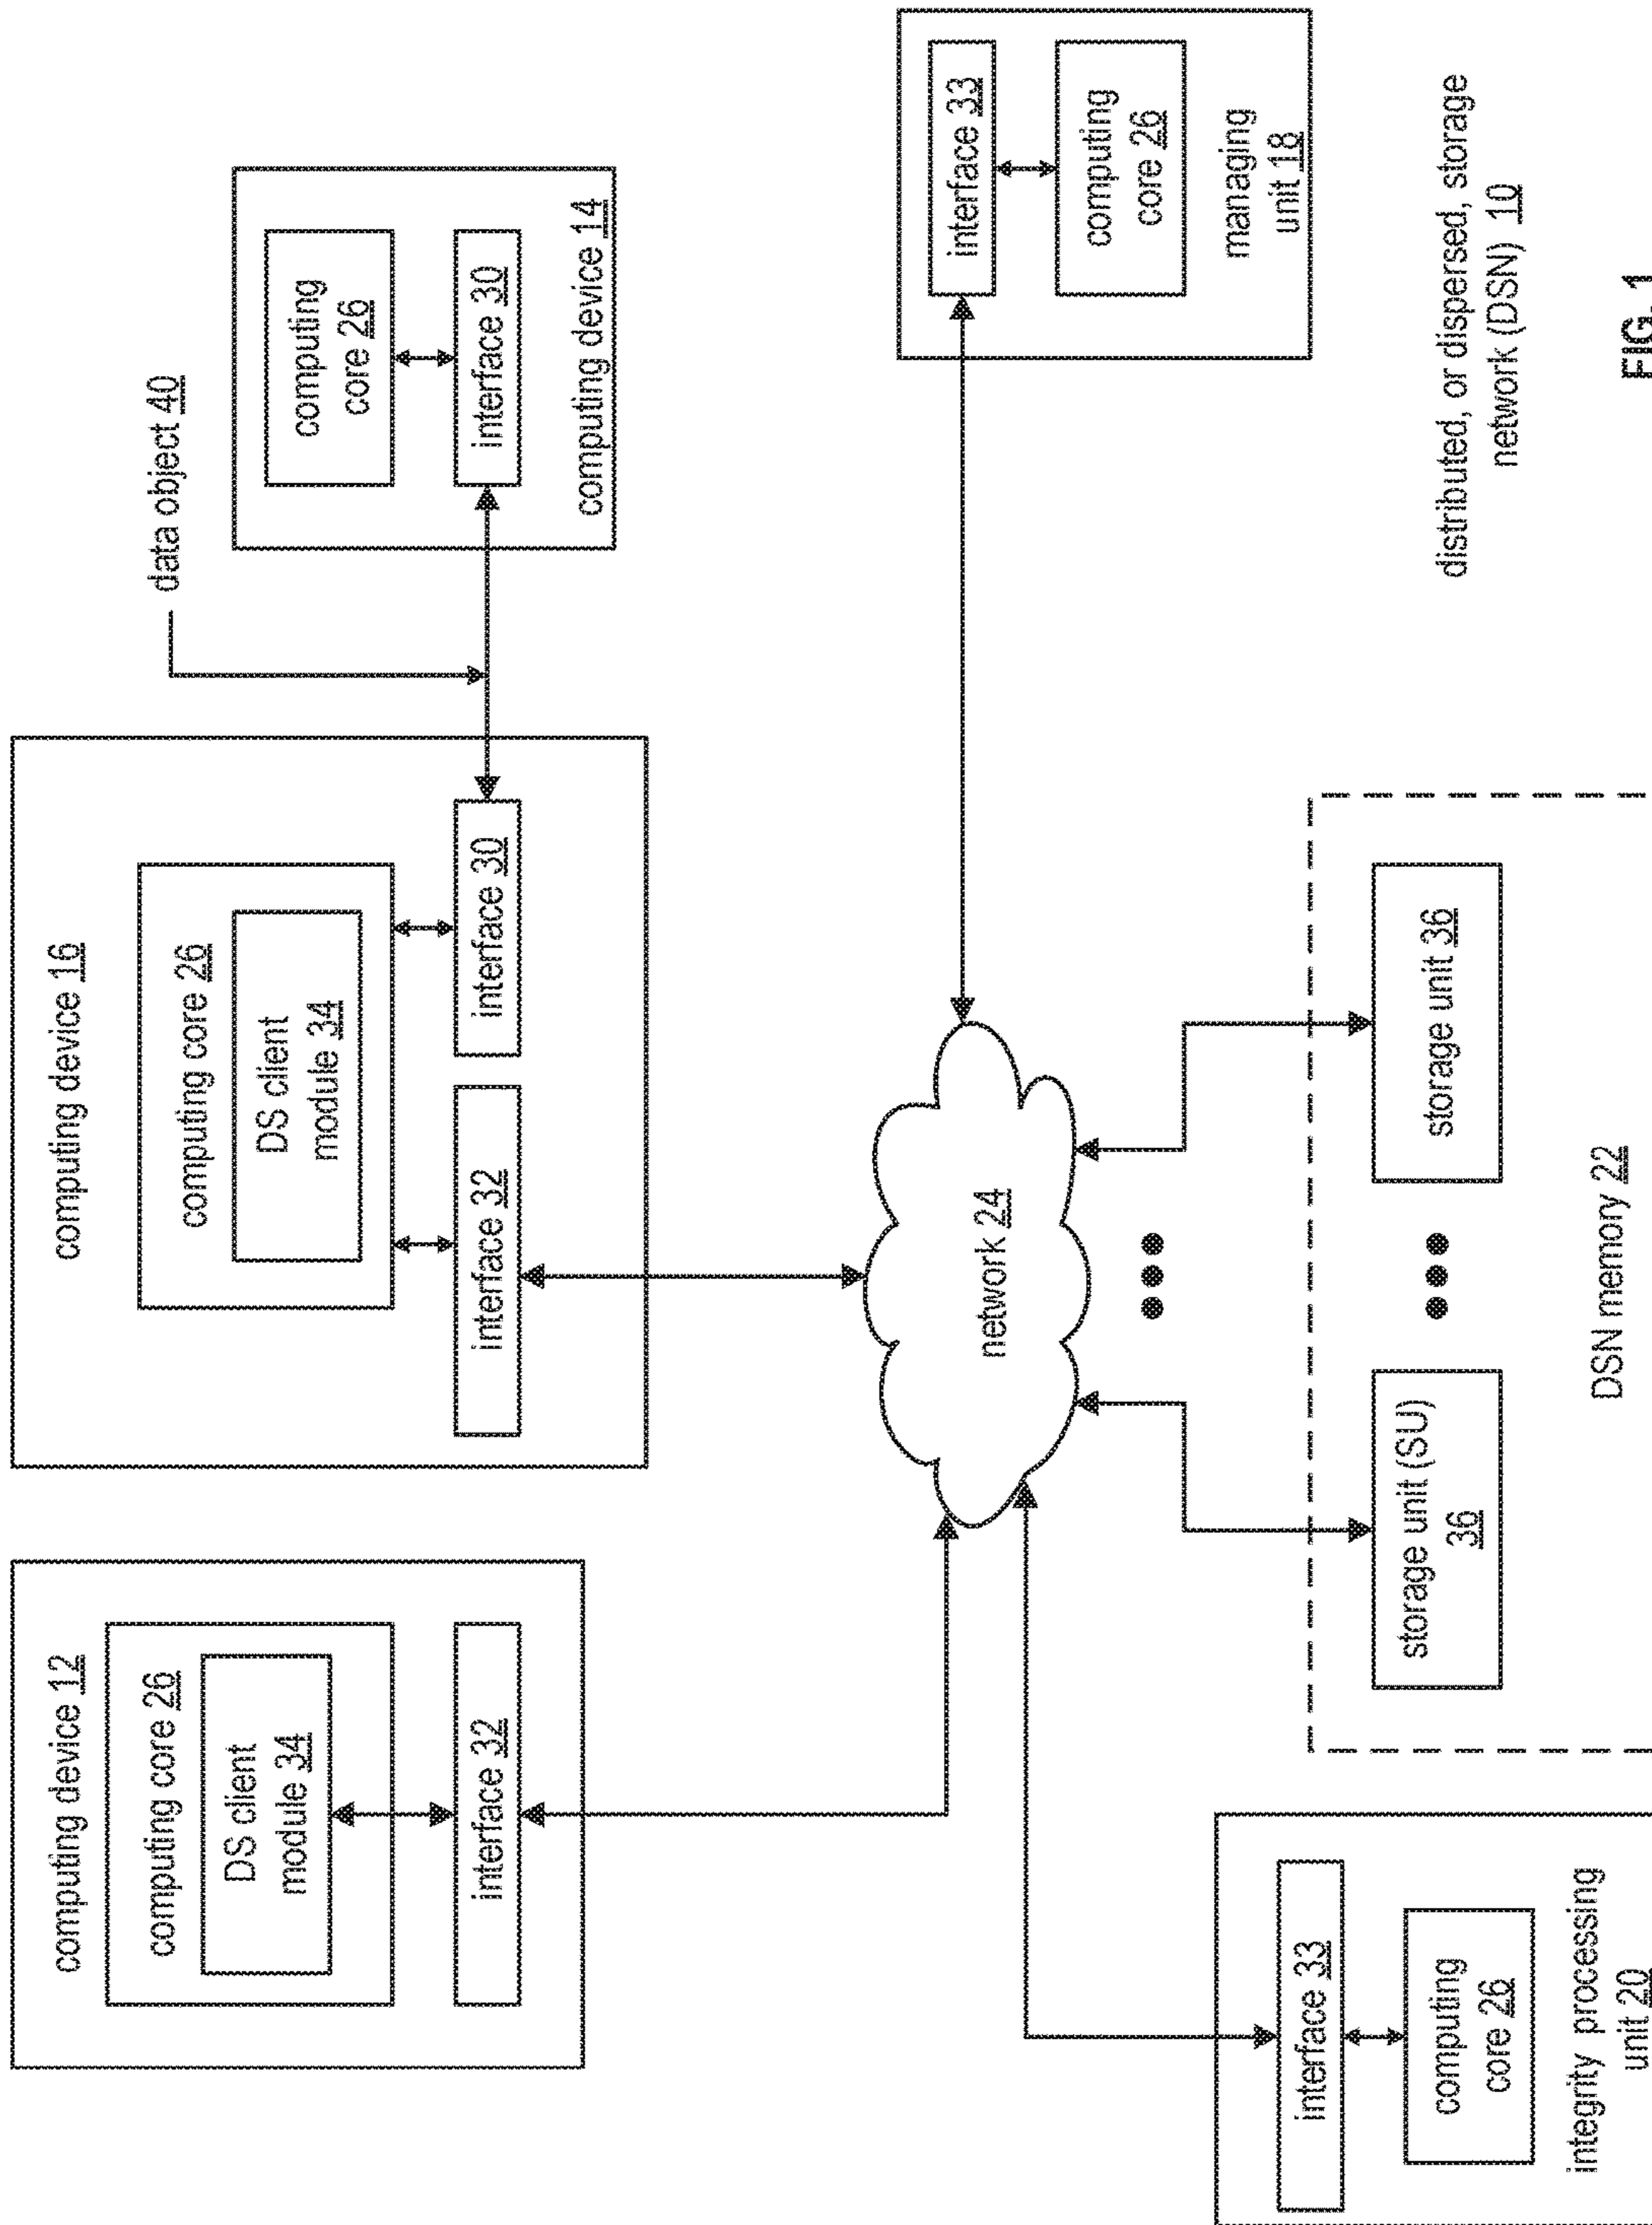 computing device 12
computing core 26
DS client
module 34
interface 32
computing device 16
computing core 26
DS client
module 34
interface 32
interface 30
data object 40
computing
core 26
interface 30
computing device 14
network 24
interface 33
computing
core 26
managing
unit 18
interface 33
computing
core 26
integrity processing
unit 20
storage unit (SU)
36
storage unit 36
DSN memory 22
distributed, or dispersed, storage
network (DSN) 10
FIG. 1